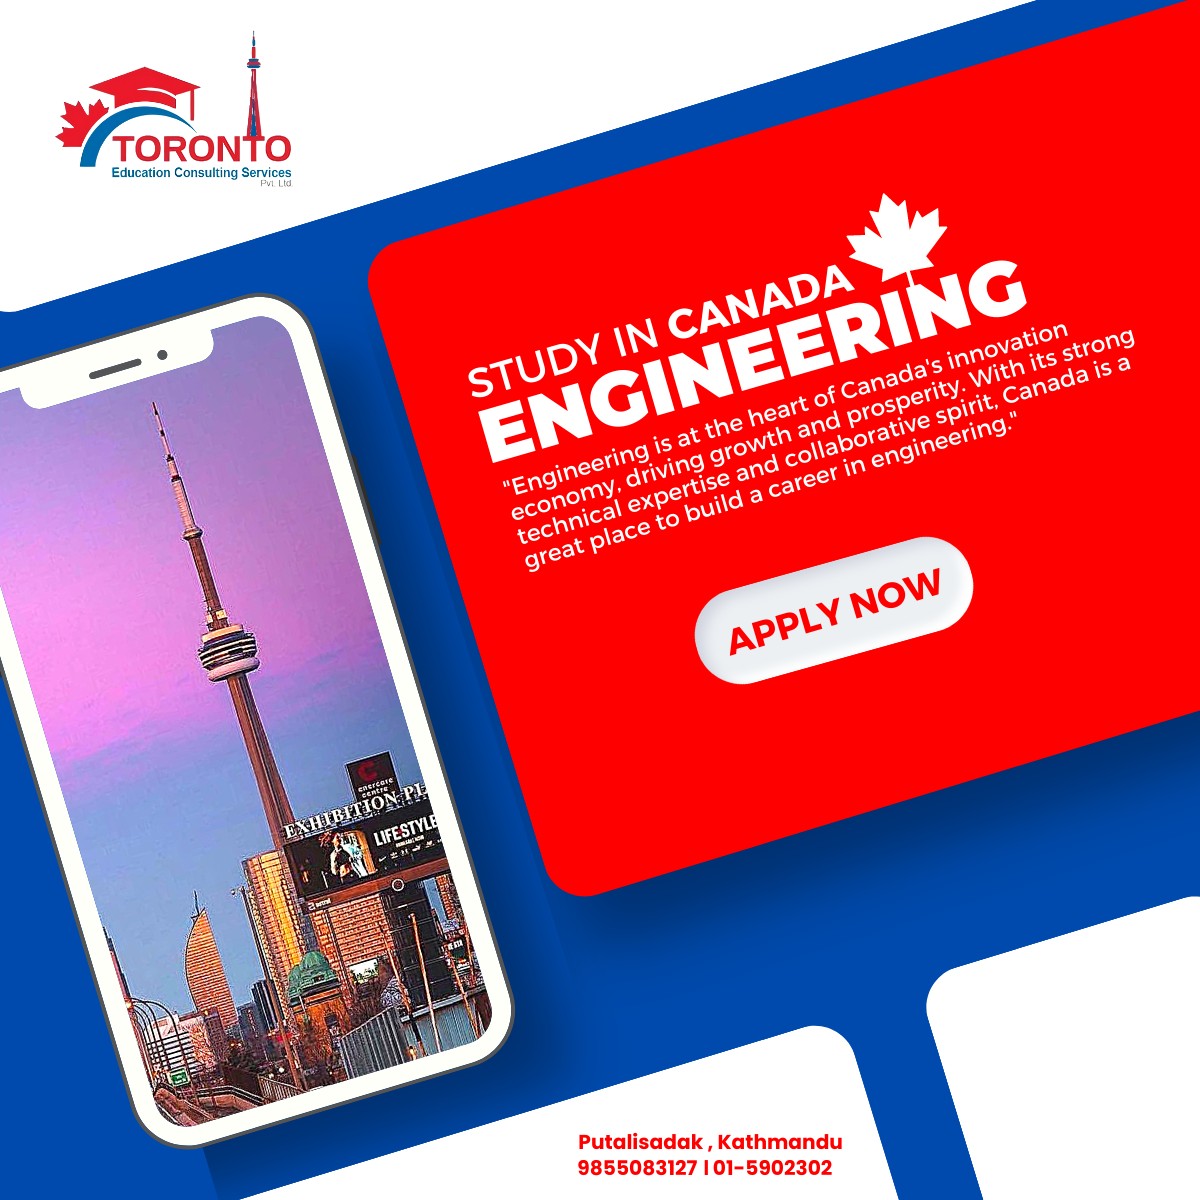 TORONTO
Education Consulting Services
Pvt. Ltd
STUDY IN CANADA
ENGINEERING
"Engineering is at the heart of Canada's innovation
economy, driving growth and prosperity. With its strong
technical expertise and collaborative spirit, Canada is a
great place to build a career in engineering."
APPLY NOW
enercare
centre
EXHIBITION PL
LIFESTYLE
Putalisadak , Kathmandu
9855083127 | 01-5902302